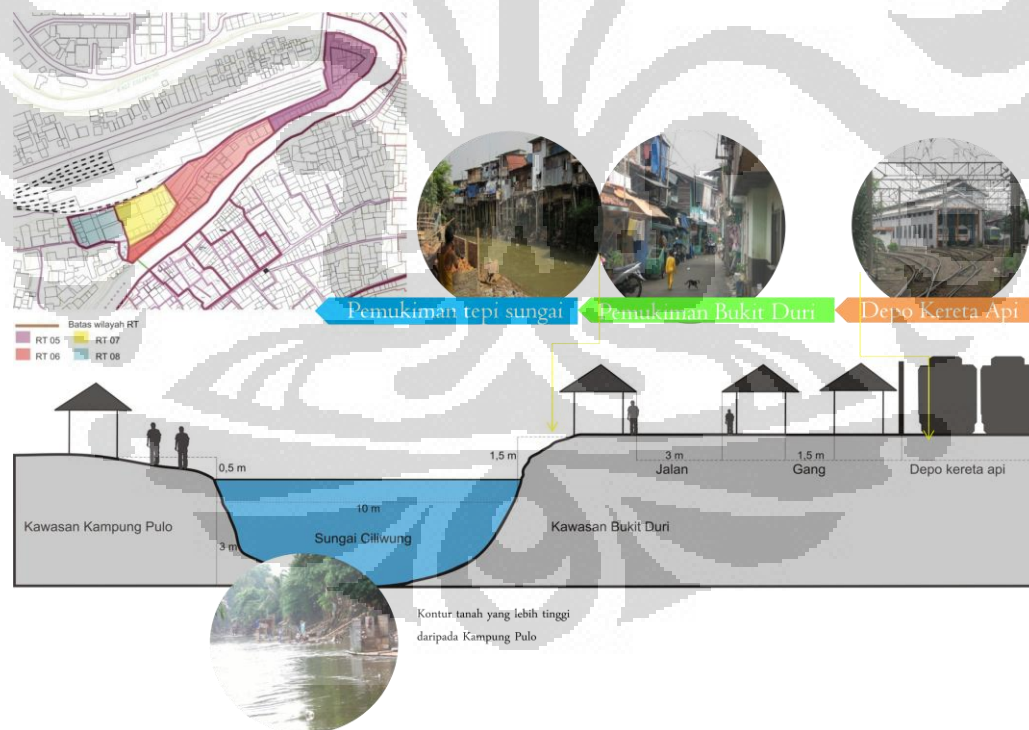 Pemukiman tepi sungai
Pemukiman Bukit Duri
Depo Kereta Api
Batas wilayah RT
RT 05
RT 07
RT 06
RT 08
0,5 m
1,5 m
3 m
1,5 m
Jalan
Gang
Depo kereta api
10 m
Kawasan Kampung Pulo
Sungai Ciliwung
Kawasan Bukit Duri
3 m
Kontur tanah yang lebih tinggi
daripada Kampung Pulo